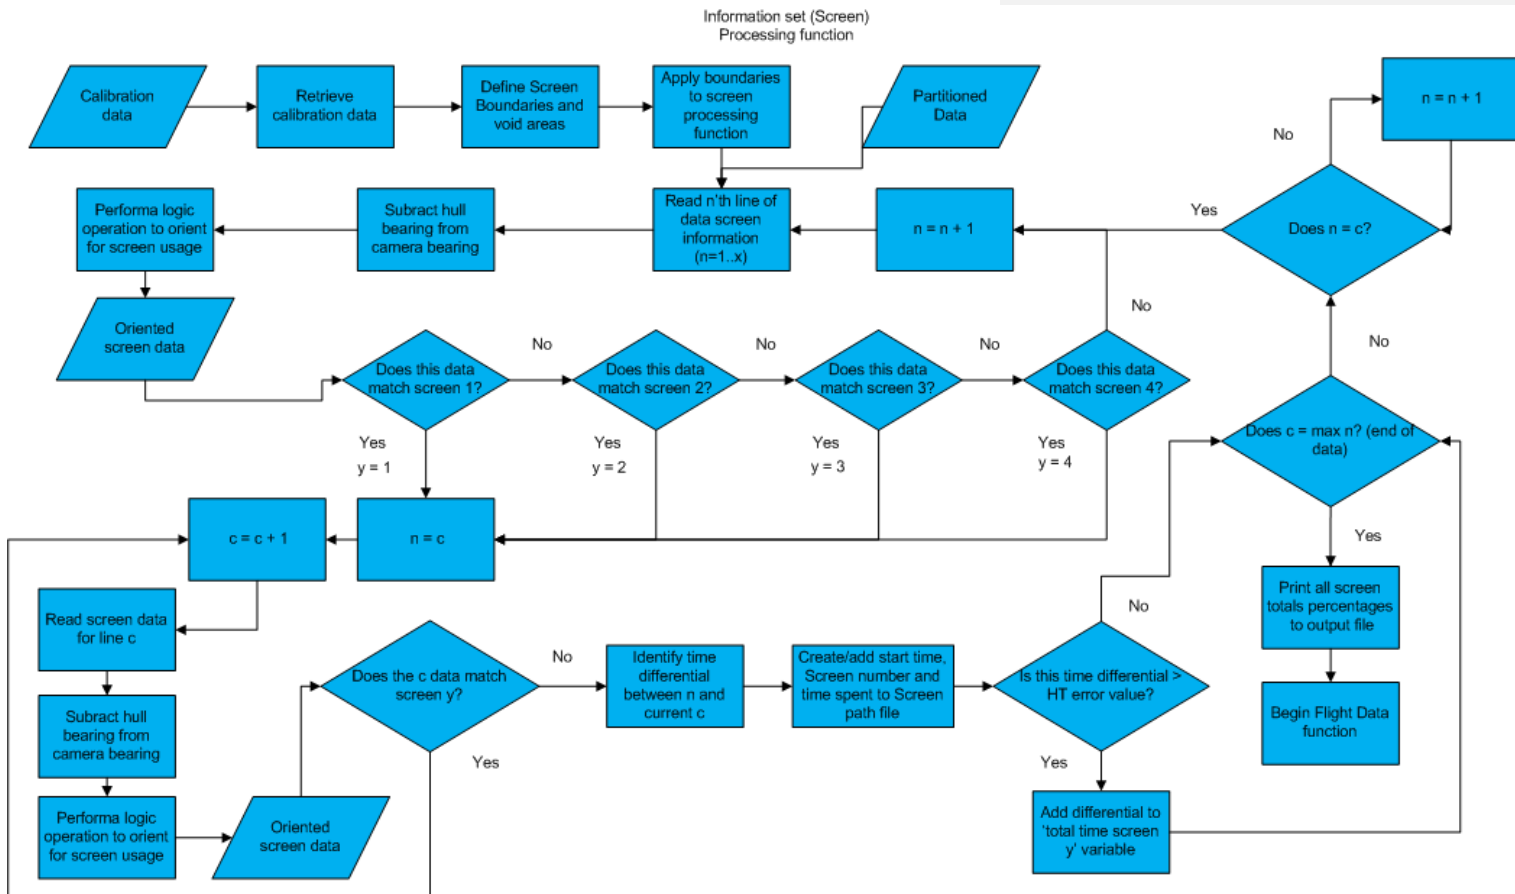 Information set (Screen)
Processing function
Calibration
data
Retrieve
calibration data
Define Screen
Boundaries and
void areas
Apply boundaries
to screen
processing
function
Partitioned
Data
n = n + 1
No
Performa logic
operation to orient
for screen usage
Subract hull
bearing from
camera bearing
Read n'th line of
data screen
information
(n=1..x)
n = n + 1
Yes
Does n = c?
Oriented
screen data
No
No
Does this data
match screen 1?
No
Does this data
match screen 2?
No
Does this data
match screen 3?
No
Does this data
match screen 4?
Yes
y = 1
Yes
y = 2
Yes
y = 3
Yes
y = 4
Does c = max n? (end of
data)
c = c + 1
n = c
Yes
Read screen data
for line c
Print all screen
totals percentages
to output file
No
Does the c data match
screen y?
No
Identify time
differential
between n and
current c
Create/add start time,
Screen number and
time spent to Screen
path file
Is this time differential >
HT error value?
Subract hull
bearing from
camera bearing
Begin Flight Data
function
Yes
Yes
Performa logic
operation to orient
for screen usage
Oriented
screen data
Add differential to
'total time screen
y' variable